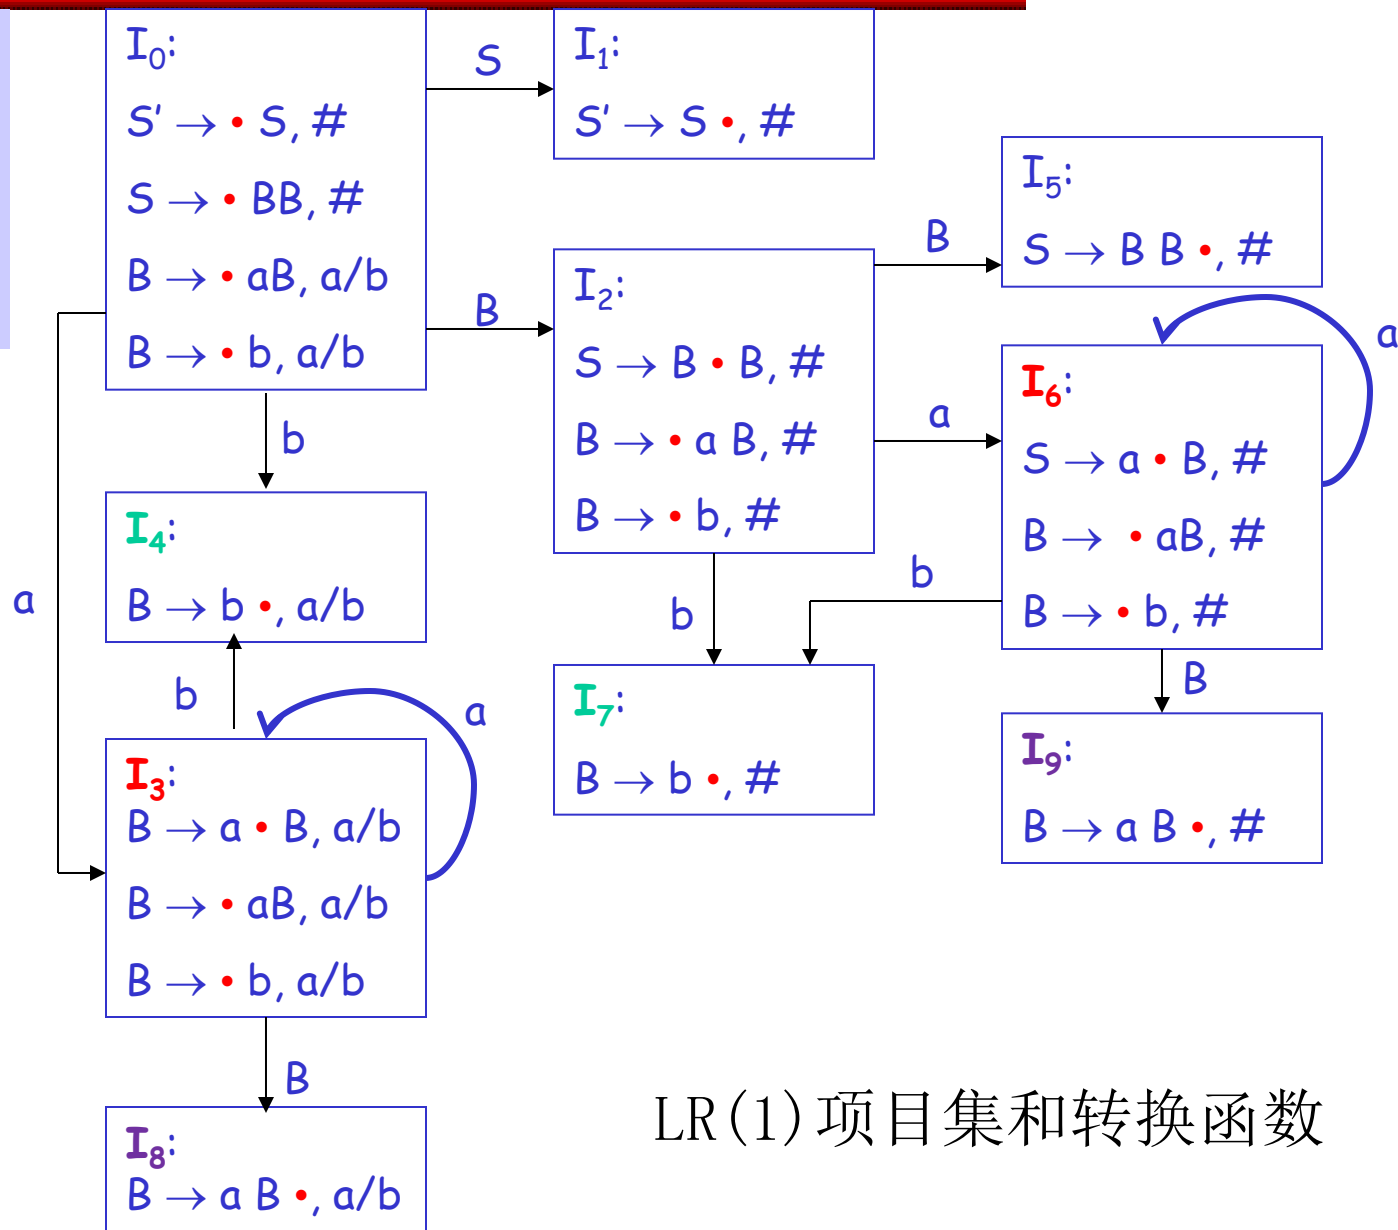 I0:
S' → • S, #
S → • BB, #
B → • aB, a/b
B → • b, a/b
S
I1:
S' → S •, #
B
I2:
S → B • B, #
B → • a B, #
B → • b, #
B
I5:
S → B B •, #
a
a
I6:
S → a • B, #
B → • aB, #
B → • b, #
b
I4:
B → b •, a/b
a
b
b
b
I7:
B → b •, #
B
I9:
B → a B •, #
a
I3:
B → a • B, a/b
B → • aB, a/b
B → • b, a/b
B
I8:
B → a B •, a/b
LR(1)项目集和转换函数